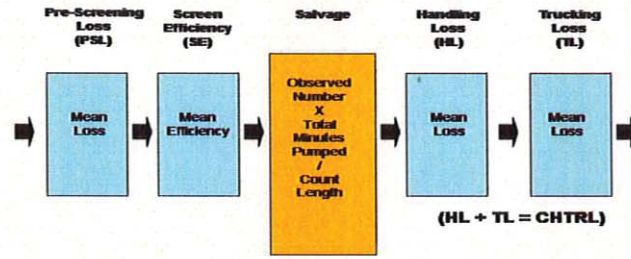 Pre-Screening
Loss
(PSL)
Screen
Efficiency
(SE)
Salvage
Handling
Loss
(HL)
Trucking
Loss
(TL)
Mean
Loss
Mean
Efficiency
Observed
Number
X
Total
Minutes
Pumped
/
Count
Length
Mean
Loss
Mean
Loss
(HL + TL = CHTRL)